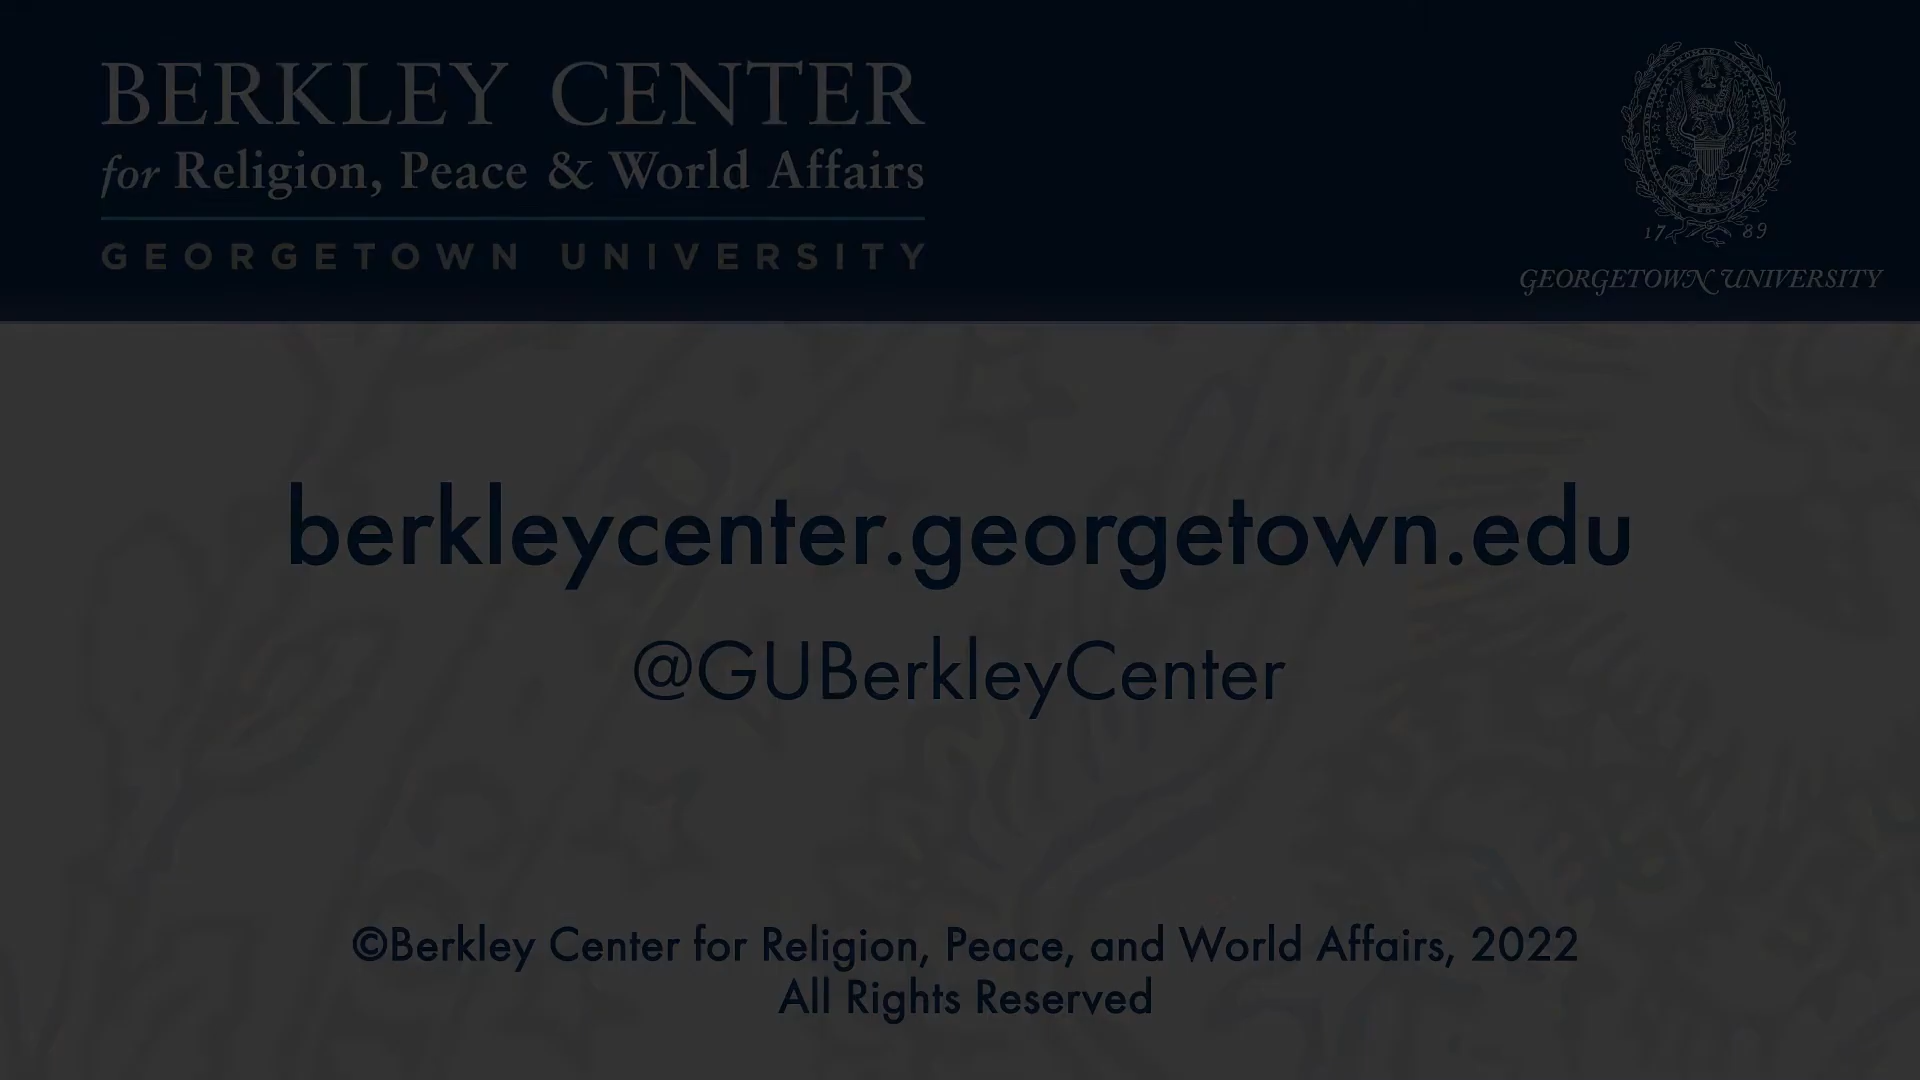 BERKLEY CENTER
for Religion, Peace & World Affairs
GEORGETOWN UNIVERSITY
17 89
GEORGETOWN UNIVERSITY
berkleycenter.georgetown.edu
@GUBerkleyCenter
©Berkley Center for Religion, Peace, and World Affairs, 2022
All Rights Reserved